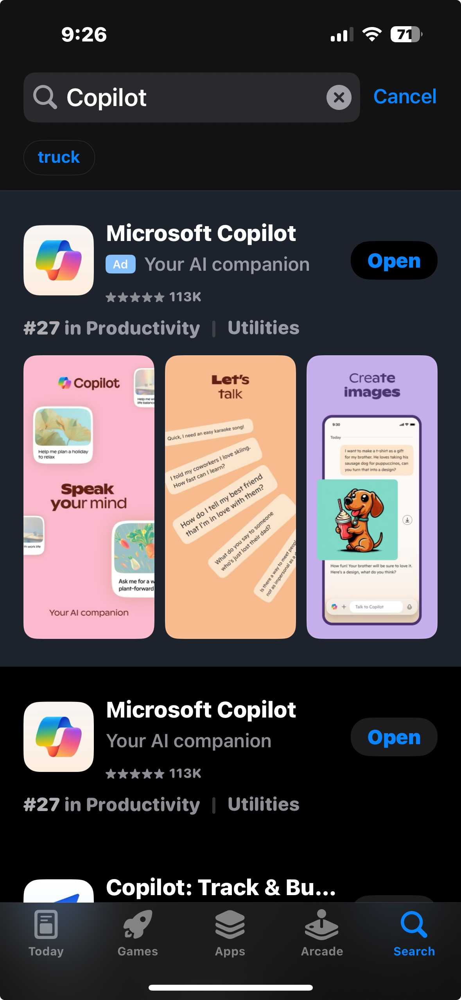 9:26
71
Copilot
Cancel
truck
Microsoft Copilot
Ad Your AI companion
Open
113K
#27 in Productivity | Utilities
Copilot
Help me wi
life balance
Help me plan a holiday
to relax
Speak
your mind
th work life
Ask me for a w
plant-forward
Your AI companion
Let's
talk
Quick, I need an easy karaoke song!
I told my coworkers I love skiing.
How fast can I learn?
How do I tell my best friend
that I'm in love with them?
What do you say to someone
who's just lost their dad?
Is there a way to meet peopl
not as impersonal as a d
Create
images
9:30
Today
I want to make a t-shirt as a gift
for my brother. He loves taking his
sausage dog for puppuccinos, can
you turn that into a design?
How fun! Your brother will be sure to love it.
Here's a design, what do you think?
Talk to Copilot
Microsoft Copilot
Your AI companion
Open
113K
#27 in Productivity | Utilities
Copilot: Track & Bu...
Today
Games
Apps
Arcade
Search